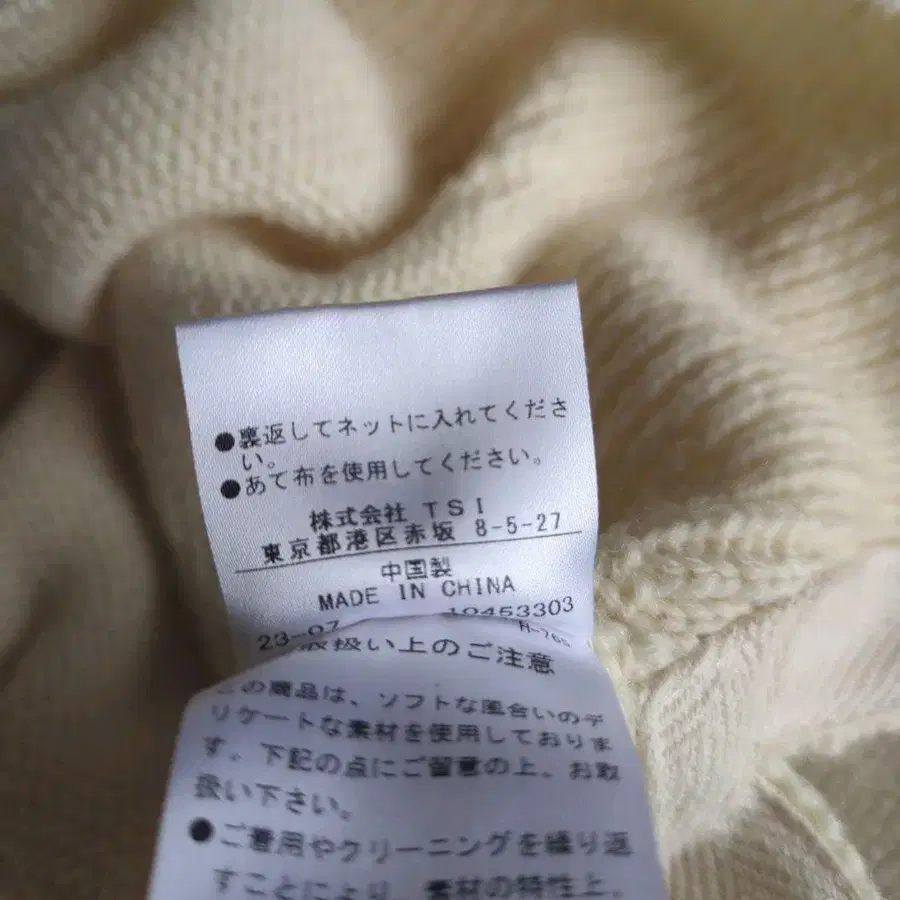 ●裏返してネットに入れてくださ
い。
●あて布を使用してください。
株式会社 TSI
東京都港区赤坂 8-5-27
中国製
MADE IN CHINA
23-07 10453303
取扱い上のご注意
この商品は、ソフトな風合いのデ
リケートな素材を使用しておりま
す。下記の点にご留意の上、お取
扱い下さい。
●ご着用やクリーニングを繰り返
すことにより、素材の特性上、